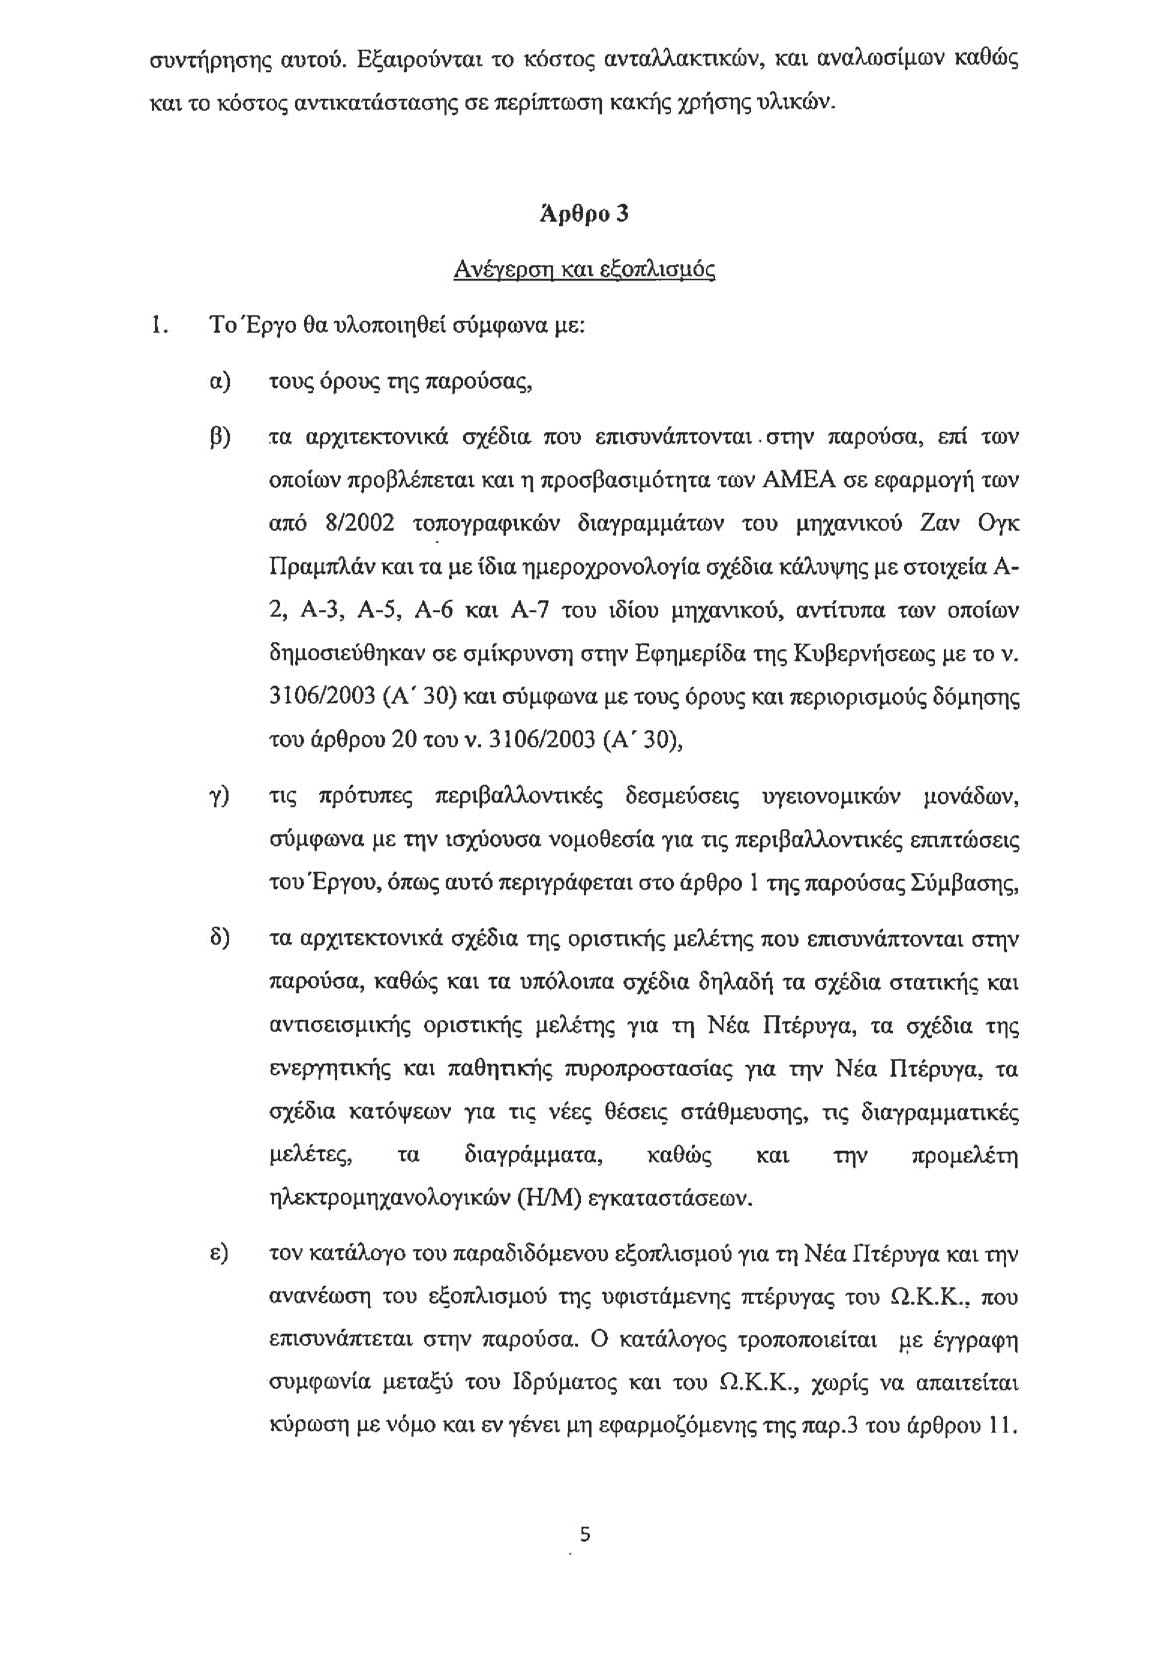 συντήρησης αυτού. Εξαιρούνται το κόστος ανταλλακτικών, και αναλωσίμων καθώς
και το κόστος αντικατάστασης σε περίπτωση κακής χρήσης υλικών.
Άρθρο 3
Ανέγερση και εξοπλισμός
1. Το Έργο θα υλοποιηθεί σύμφωνα με:
α) τους όρους της παρούσας,
β) τα αρχιτεκτονικά σχέδια που επισυνάπτονται στην παρούσα, επί των
οποίων προβλέπεται και η προσβασιμότητα των ΑΜΕΑ σε εφαρμογή των
από 8/2002 τοπογραφικών διαγραμμάτων του μηχανικού Ζαν Ογκ
Πραμπλάν και τα με ίδια ημεροχρονολογία σχέδια κάλυψης με στοιχεία Α-
2, Α-3, Α-5, Α-6 και Α-7 του ιδίου μηχανικού, αντίτυπα των οποίων
δημοσιεύθηκαν σε σμίκρυνση στην Εφημερίδα της Κυβερνήσεως με το ν.
3106/2003 (Α΄ 30) και σύμφωνα με τους όρους και περιορισμούς δόμησης
του άρθρου 20 του ν. 3106/2003 (Α΄ 30),
γ) τις πρότυπες περιβαλλοντικές δεσμεύσεις υγειονομικών μονάδων,
σύμφωνα με την ισχύουσα νομοθεσία για τις περιβαλλοντικές επιπτώσεις
του Έργου, όπως αυτό περιγράφεται στο άρθρο 1 της παρούσας Σύμβασης,
δ) τα αρχιτεκτονικά σχέδια της οριστικής μελέτης που επισυνάπτονται στην
παρούσα, καθώς και τα υπόλοιπα σχέδια δηλαδή τα σχέδια στατικής και
αντισεισμικής οριστικής μελέτης για τη Νέα Πτέρυγα, τα σχέδια της
ενεργητικής και παθητικής πυροπροστασίας για την Νέα Πτέρυγα, τα
σχέδια κατόψεων για τις νέες θέσεις στάθμευσης, τις διαγραμματικές
μελέτες, τα διαγράμματα, καθώς και την προμελέτη
ηλεκτρομηχανολογικών (Η/Μ) εγκαταστάσεων.
ε) τον κατάλογο του παραδιδόμενου εξοπλισμού για τη Νέα Πτέρυγα και την
ανανέωση του εξοπλισμού της υφιστάμενης πτέρυγας του Ω.Κ.Κ., που
επισυνάπτεται στην παρούσα. Ο κατάλογος τροποποιείται με έγγραφη
συμφωνία μεταξύ του Ιδρύματος και του Ω.Κ.Κ., χωρίς να απαιτείται
κύρωση με νόμο και εν γένει μη εφαρμοζόμενης της παρ.3 του άρθρου 11.
5